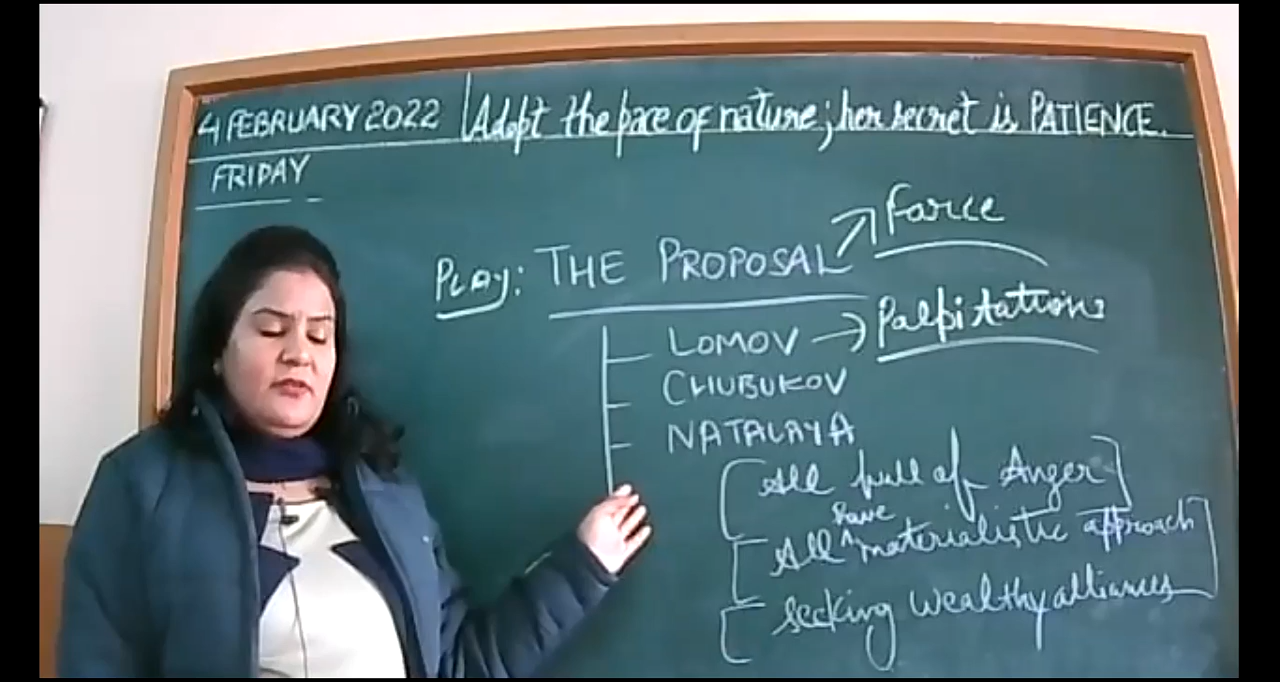 4 FEBRUARY 2022 Adopt the pace of nature; her secret is PATIENCE.
FRIDAY
Farce
PLAY: THE PROPOSAL
LOMOV → Palpitations
CHUBUKOV
NATALAYA
All full of Anger
have
All ^ materialistic approach
Seeking wealthy alliances